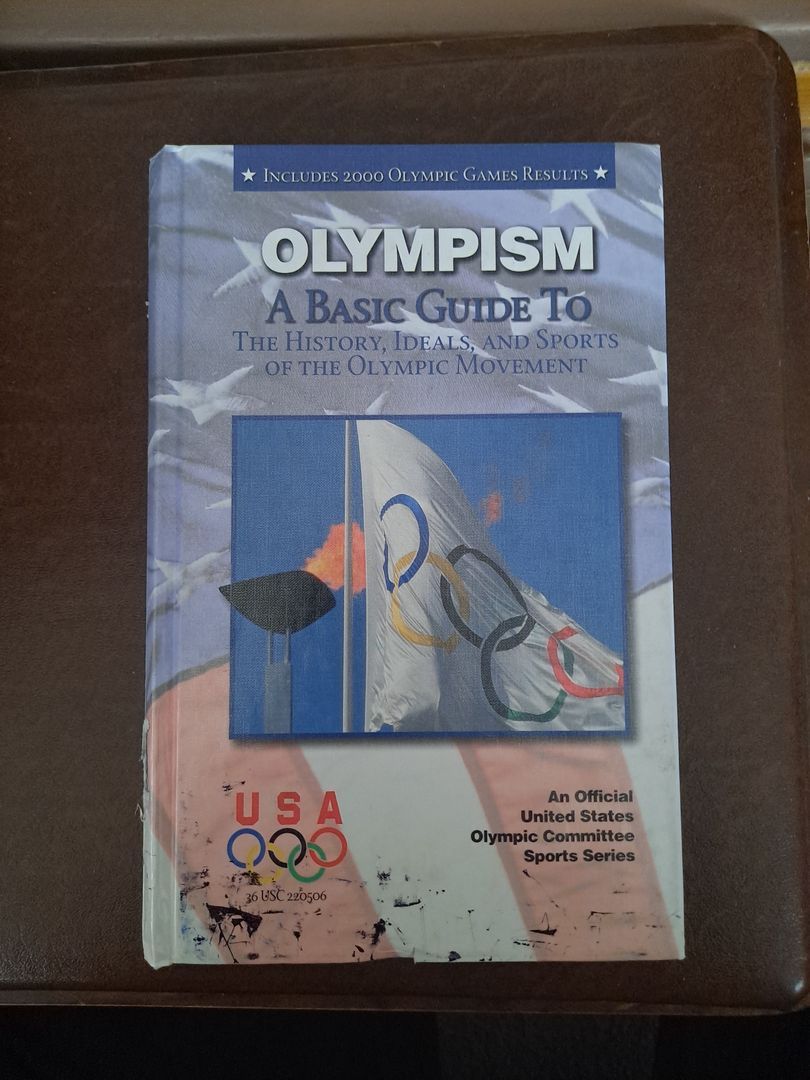 ★ INCLUDES 2000 OLYMPIC GAMES RESULTS ★
OLYMPISM
A BASIC GUIDE TO
THE HISTORY, IDEALS, AND SPORTS
OF THE OLYMPIC MOVEMENT
USA
36 USC 220506
An Official
United States
Olympic Committee
Sports Series